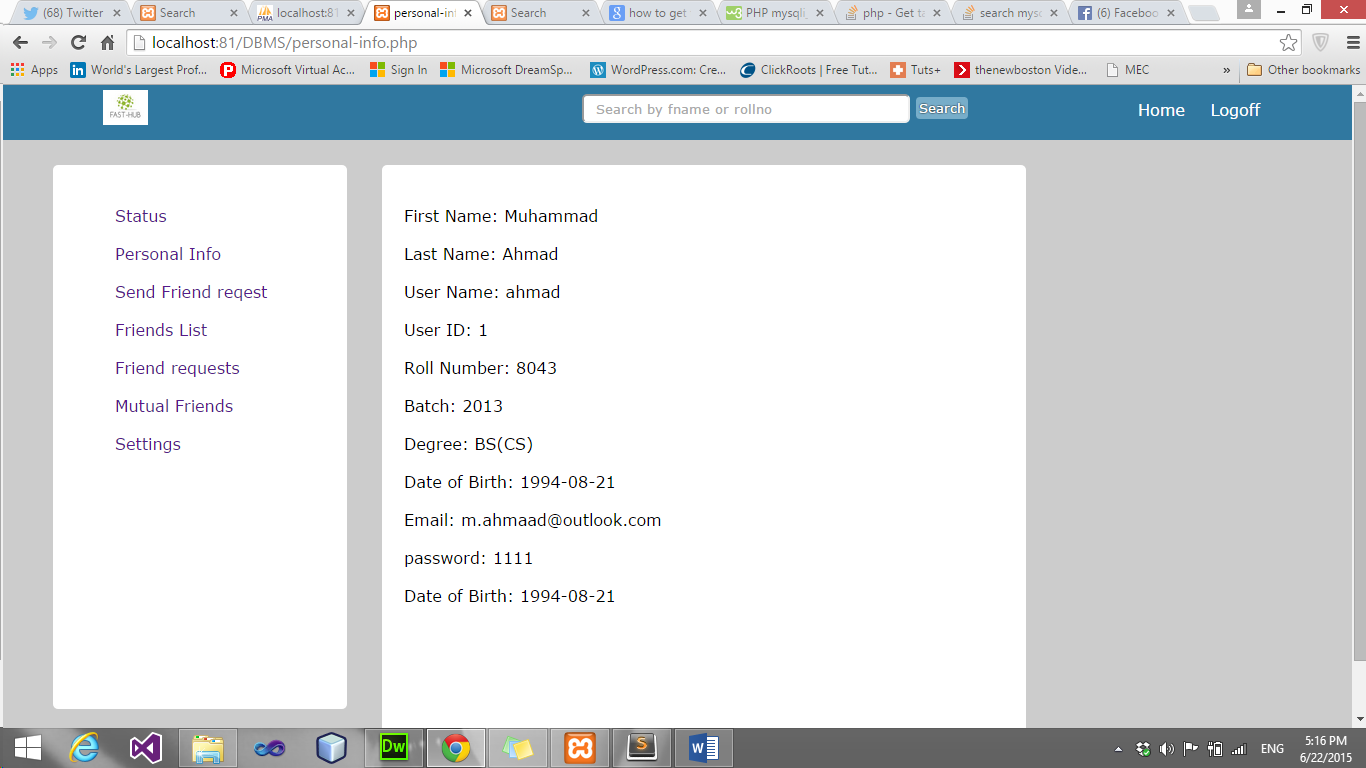 (68) Twitter
Search
localhost:81
personal-inf
Search
how to get
PHP mysqli
php - Get ta
search mysq
(6) Faceboo
localhost:81/DBMS/personal-info.php
Apps
World's Largest Prof...
Microsoft Virtual Ac...
Sign In
Microsoft DreamSp...
WordPress.com: Cre...
ClickRoots | Free Tut...
Tuts+
thenewboston Vide...
MEC
»
Other bookmarks
FAST-HUB
Search by fname or rollno
Search
Home
Logoff
Status
Personal Info
Send Friend reqest
Friends List
Friend requests
Mutual Friends
Settings
First Name: Muhammad
Last Name: Ahmad
User Name: ahmad
User ID: 1
Roll Number: 8043
Batch: 2013
Degree: BS(CS)
Date of Birth: 1994-08-21
Email: m.ahmaad@outlook.com
password: 1111
Date of Birth: 1994-08-21
Dw
ENG
5:16 PM
6/22/2015